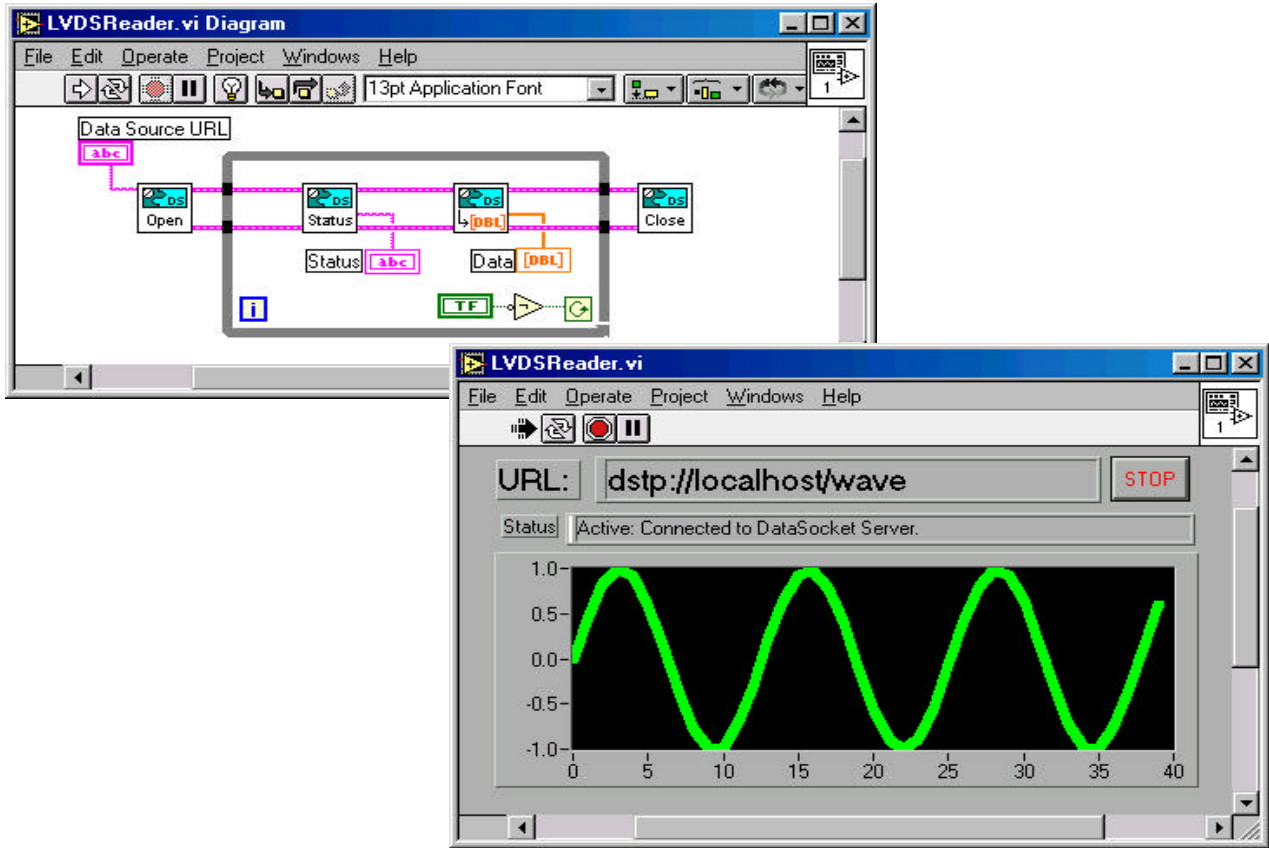 LVDSReader.vi Diagram
File Edit Operate Project Windows Help
13pt Application Font
1
Data Source URL
abc
DS
Open
DS
Status
DS
[DBL]
DS
Close
Status abc
Data [DBL]
i
TF
LVDSReader.vi
File Edit Operate Project Windows Help
1
URL: dstp://localhost/wave STOP
Status Active: Connected to DataSocket Server.
1.0
0.5
0.0
-0.5
-1.0
0 5 10 15 20 25 30 35 40